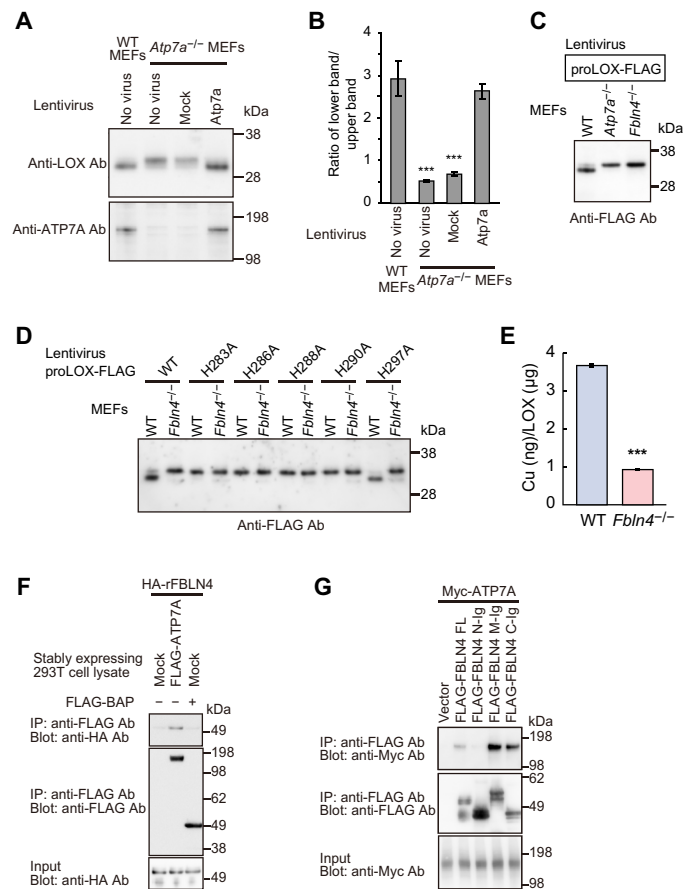 A
WT MEFs
Atp7a–/– MEFs
Lentivirus
No virus
No virus
Mock
Atp7a
kDa
Anti-LOX Ab
38
28
Anti-ATP7A Ab
198
98
B
Ratio of lower band/
upper band
4
3
2
1
0
***
***
Lentivirus
No virus
No virus
Mock
Atp7a
WT
MEFs
Atp7a–/– MEFs
C
Lentivirus
proLOX-FLAG
MEFs
WT
Atp7a–/–
Fbln4–/–
kDa
38
28
Anti-FLAG Ab
D
Lentivirus
proLOX-FLAG
WT
H283A
H286A
H288A
H290A
H297A
MEFs
WT
Fbln4–/–
WT
Fbln4–/–
WT
Fbln4–/–
WT
Fbln4–/–
WT
Fbln4–/–
WT
Fbln4–/–
kDa
38
28
Anti-FLAG Ab
E
Cu (ng)/LOX (µg)
4
3
2
1
0
***
WT Fbln4–/–
F
HA-rFBLN4
Stably expressing
293T cell lysate
Mock
FLAG-ATP7A
Mock
FLAG-BAP
– – +
kDa
IP: anti-FLAG Ab
Blot: anti-HA Ab
49
IP: anti-FLAG Ab
Blot: anti-FLAG Ab
198
98
62
49
38
Input
Blot: anti-HA Ab
49
G
Myc-ATP7A
Vector
FLAG-FBLN4 FL
FLAG-FBLN4 N-Ig
FLAG-FBLN4 M-Ig
FLAG-FBLN4 C-Ig
kDa
IP: anti-FLAG Ab
Blot: anti-Myc Ab
198
98
IP: anti-FLAG Ab
Blot: anti-FLAG Ab
62
49
Input
Blot: anti-Myc Ab
198
98